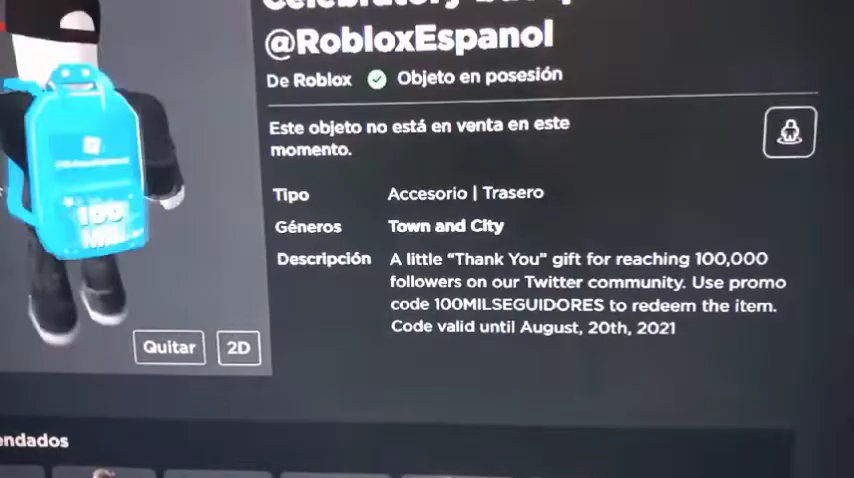 @RobloxEspanol
De Roblox Objeto en posesión
Este objeto no está en venta en este
momento.
Tipo Accesorio | Trasero
Géneros Town and City
Descripción A little “Thank You” gift for reaching 100,000
followers on our Twitter community. Use promo
code 100MILSEGUIDORES to redeem the item.
Code valid until August, 20th, 2021
100
MIL
Quitar 2D